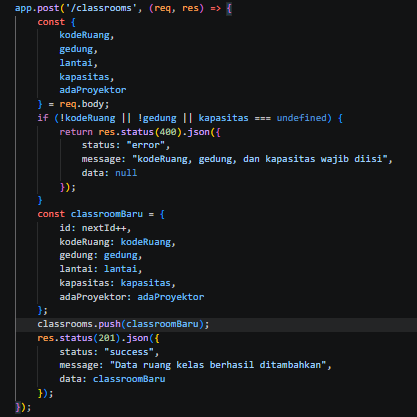 app.post('/classrooms', (req, res) => {
    const {
        kodeRuang,
        gedung,
        lantai,
        kapasitas,
        adaProyektor
    } = req.body;
    if (!kodeRuang || !gedung || kapasitas === undefined) {
        return res.status(400).json({
            status: "error",
            message: "kodeRuang, gedung, dan kapasitas wajib diisi",
            data: null
        });
    }
    const classroomBaru = {
        id: nextId++,
        kodeRuang: kodeRuang,
        gedung: gedung,
        lantai: lantai,
        kapasitas: kapasitas,
        adaProyektor: adaProyektor
    };
    classrooms.push(classroomBaru);
    res.status(201).json({
        status: "success",
        message: "Data ruang kelas berhasil ditambahkan",
        data: classroomBaru
    });
});